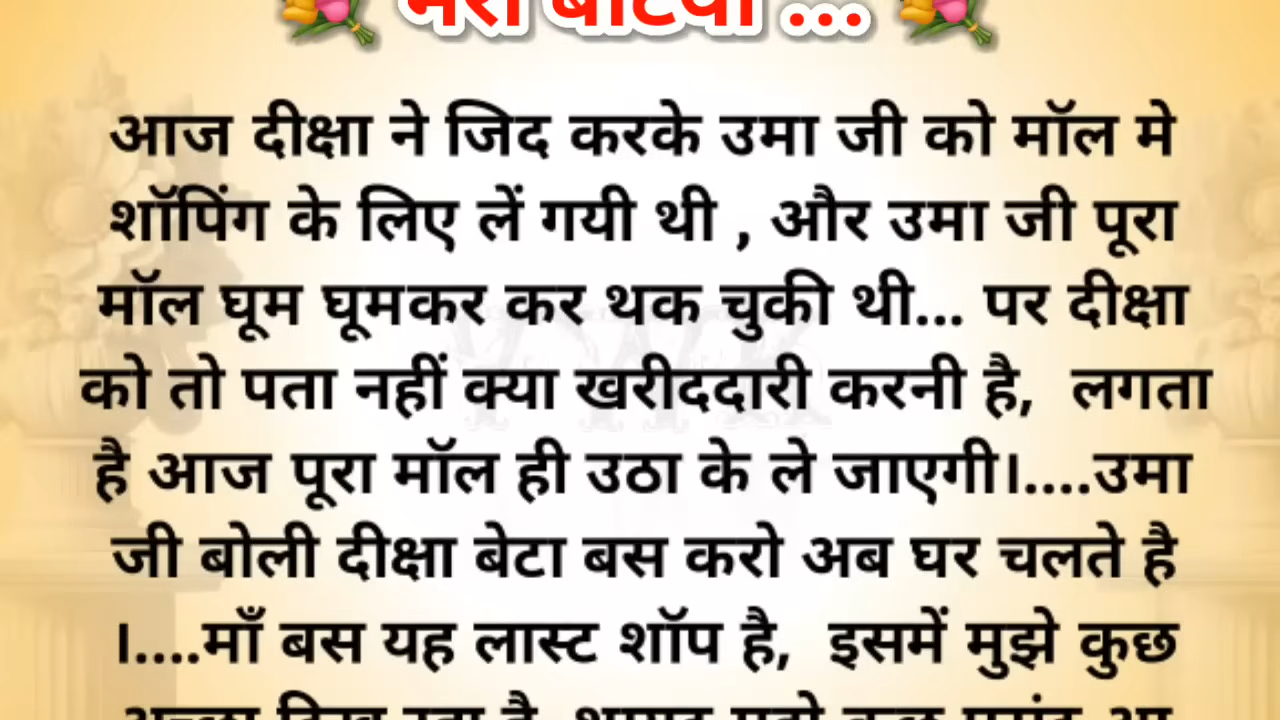 मेरी बेटियाँ ...
आज दीक्षा ने जिद करके उमा जी को मॉल मे
शॉपिंग के लिए लें गयी थी , और उमा जी पूरा
मॉल घूम घूमकर कर थक चुकी थी... पर दीक्षा
को तो पता नहीं क्या खरीददारी करनी है, लगता
है आज पूरा मॉल ही उठा के ले जाएगी।....उमा
जी बोली दीक्षा बेटा बस करो अब घर चलते है
।....माँ बस यह लास्ट शॉप है, इसमें मुझे कुछ